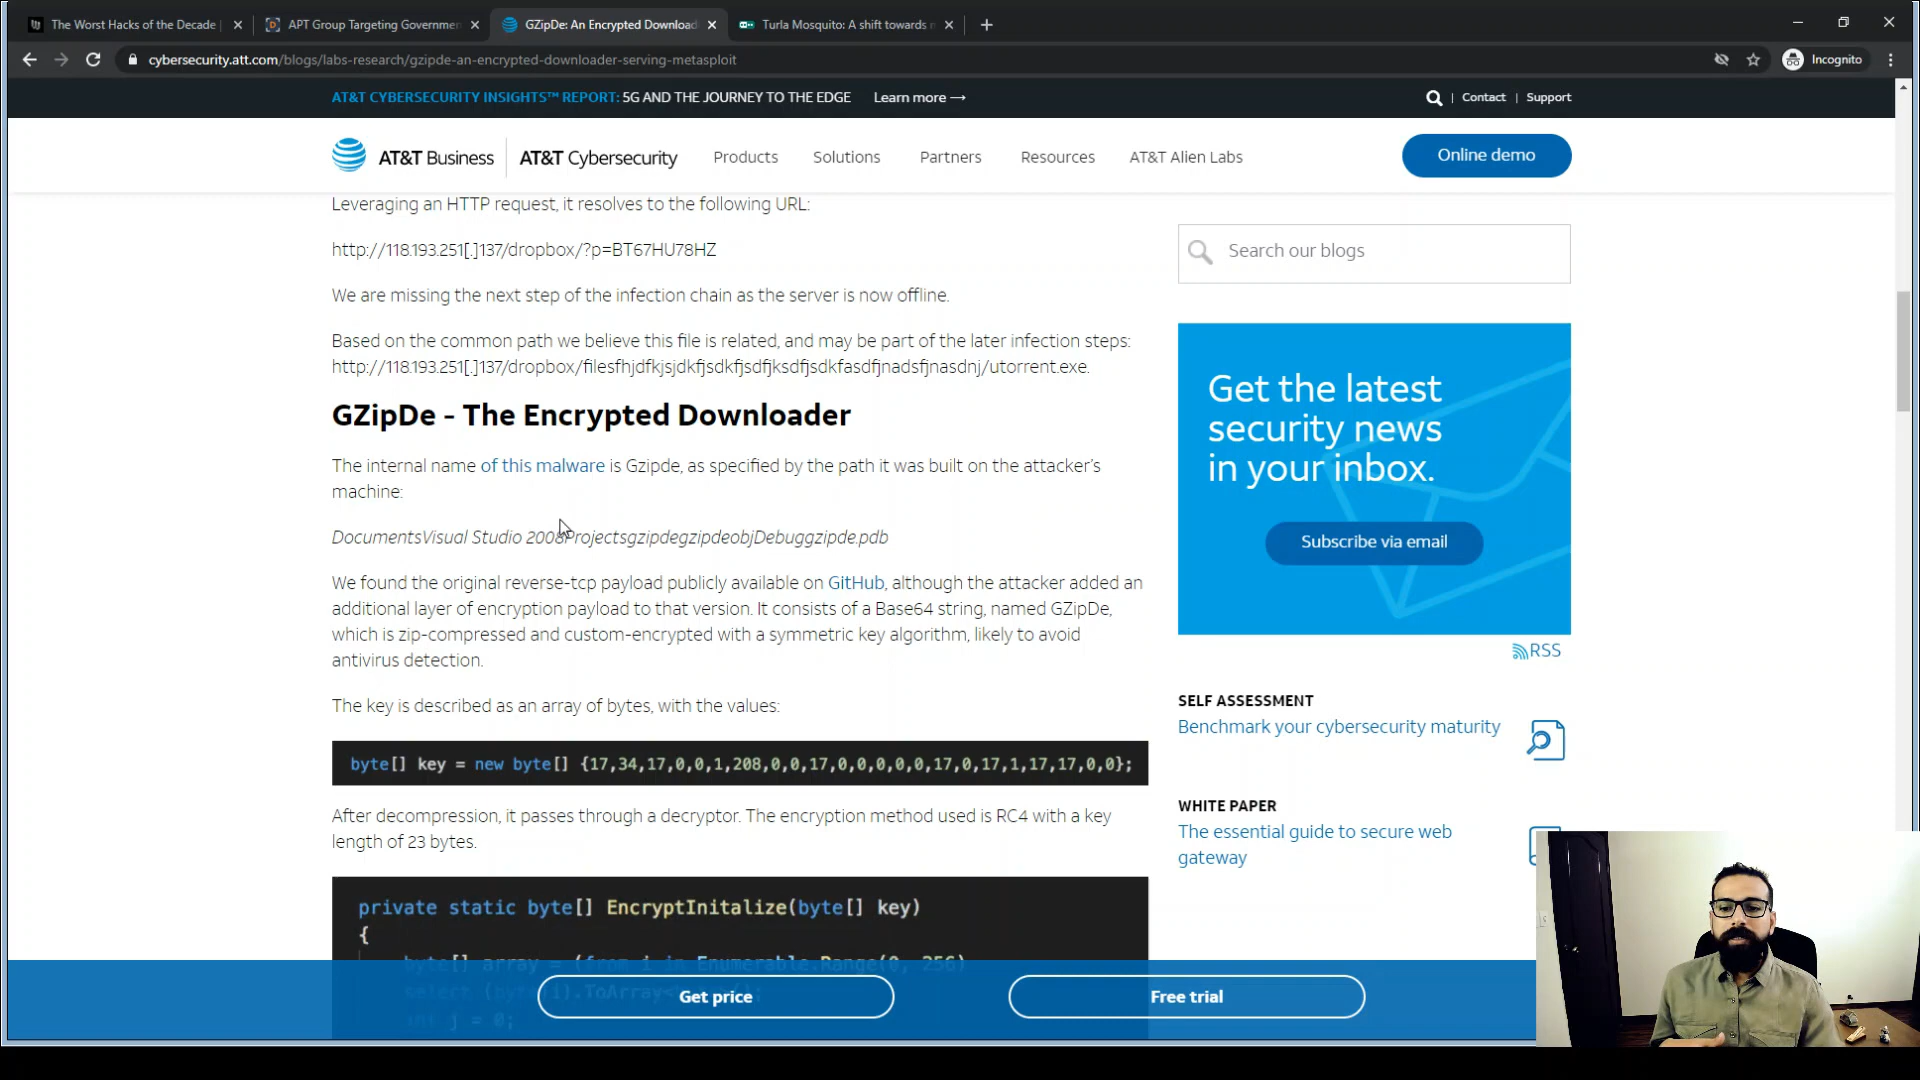 The Worst Hacks of the Decade
APT Group Targeting Governmen
GZipDe: An Encrypted Download
Turla Mosquito: A shift towards
cybersecurity.att.com/blogs/labs-research/gzipde-an-encrypted-downloader-serving-metasploit
Incognito
AT&T CYBERSECURITY INSIGHTS™ REPORT: 5G AND THE JOURNEY TO THE EDGE Learn more →
Contact | Support
AT&T Business
AT&T Cybersecurity
Products
Solutions
Partners
Resources
AT&T Alien Labs
Online demo
Leveraging an HTTP request, it resolves to the following URL:
http://118.193.251[.]137/dropbox/?p=BT67HU78HZ
We are missing the next step of the infection chain as the server is now offline.
Based on the common path we believe this file is related, and may be part of the later infection steps:
http://118.193.251[.]137/dropbox/filesfhjdfkjsjdkfjsdkfjsdfjksdfjsdkfasdfjnadsfjnasdnj/utorrent.exe.
GZipDe - The Encrypted Downloader
The internal name of this malware is Gzipde, as specified by the path it was built on the attacker's
machine:
DocumentsVisual Studio 2008ProjectsgzipdegzipdeobjDebuggzipde.pdb
We found the original reverse-tcp payload publicly available on GitHub, although the attacker added an
additional layer of encryption payload to that version. It consists of a Base64 string, named GZipDe,
which is zip-compressed and custom-encrypted with a symmetric key algorithm, likely to avoid
antivirus detection.
The key is described as an array of bytes, with the values:
byte[] key = new byte[] {17,34,17,0,0,1,208,0,0,17,0,0,0,0,0,17,0,17,1,17,17,0,0};
After decompression, it passes through a decryptor. The encryption method used is RC4 with a key
length of 23 bytes.
private static byte[] EncryptInitalize(byte[] key)
{
byte[] array = (from i in Enumerable.Range(0, 256)
select (byte)i).ToArray<byte>();
int j = 0;
Search our blogs
Get the latest
security news
in your inbox.
Subscribe via email
RSS
SELF ASSESSMENT
Benchmark your cybersecurity maturity
WHITE PAPER
The essential guide to secure web
gateway
Get price
Free trial